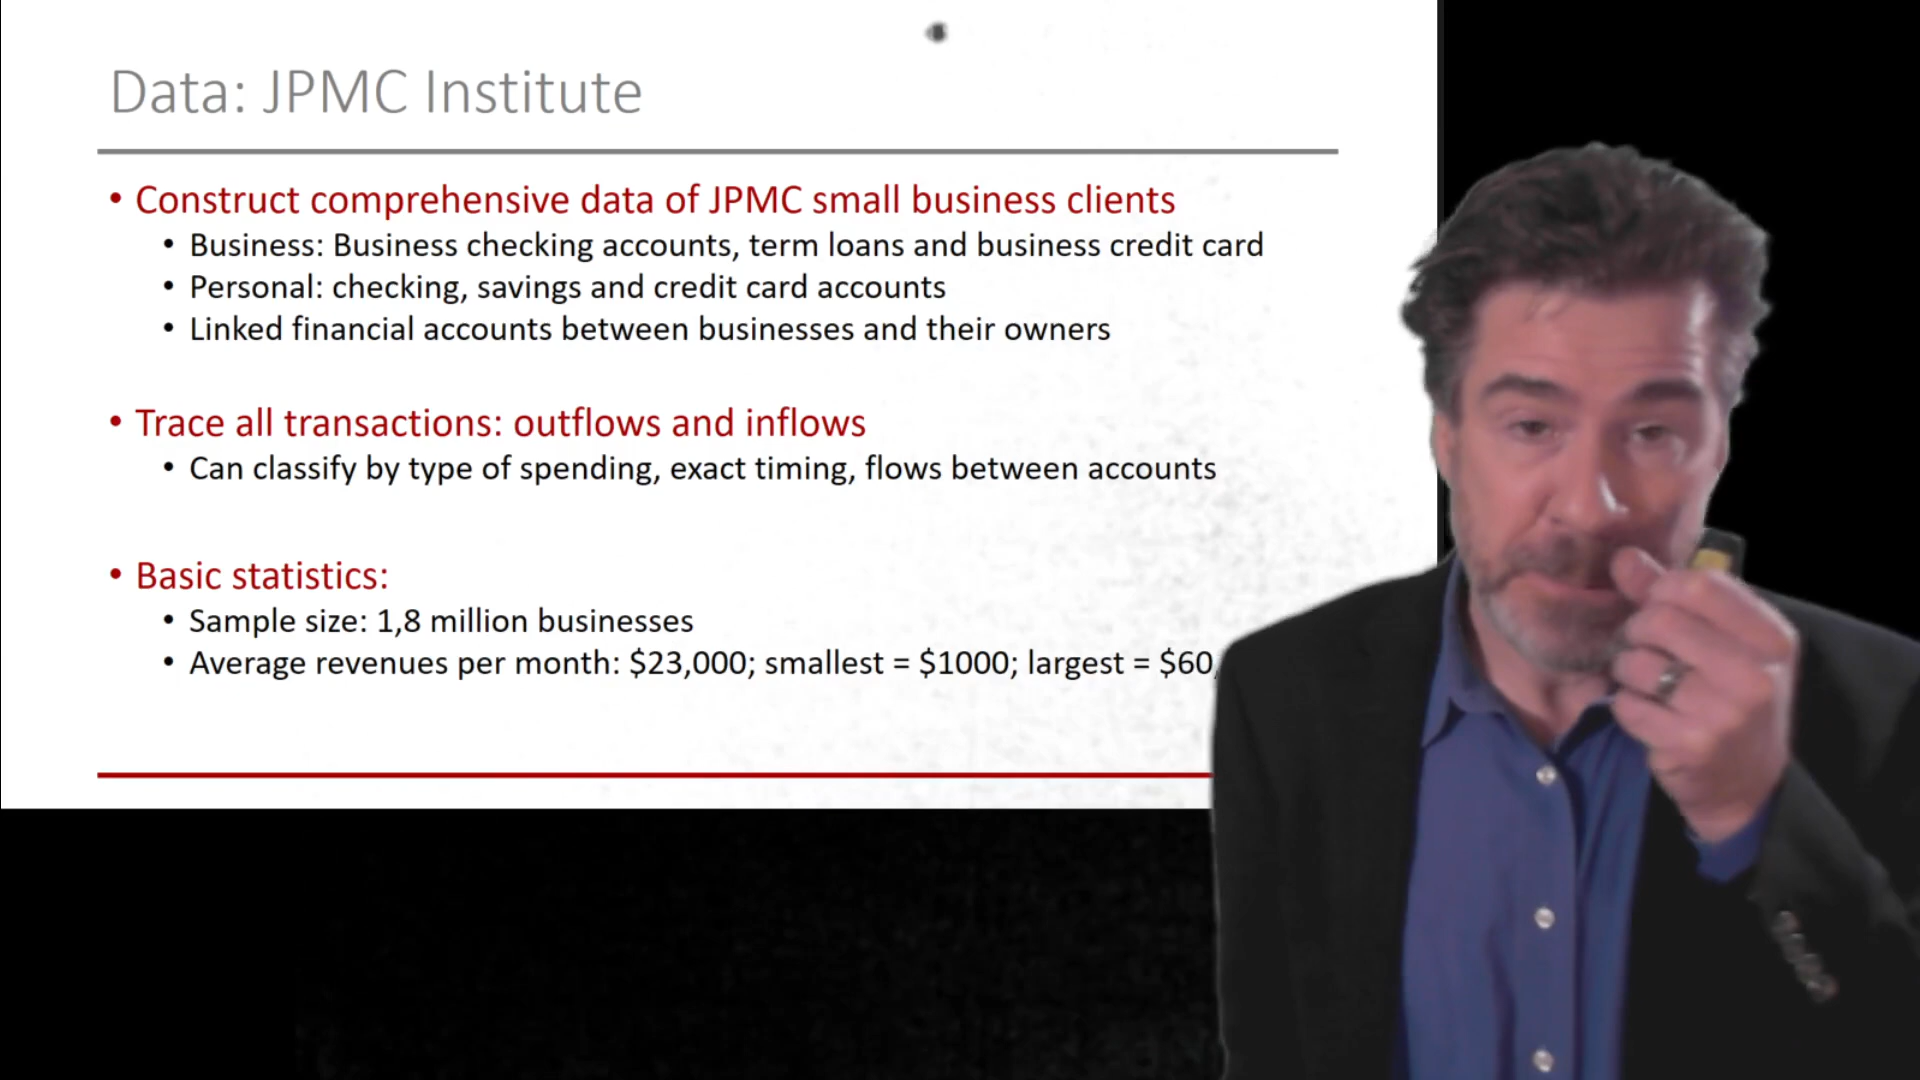 Data: JPMC Institute
• Construct comprehensive data of JPMC small business clients
• Business: Business checking accounts, term loans and business credit card
• Personal: checking, savings and credit card accounts
• Linked financial accounts between businesses and their owners
• Trace all transactions: outflows and inflows
• Can classify by type of spending, exact timing, flows between accounts
• Basic statistics:
• Sample size: 1,8 million businesses
• Average revenues per month: $23,000; smallest = $1000; largest = $60,